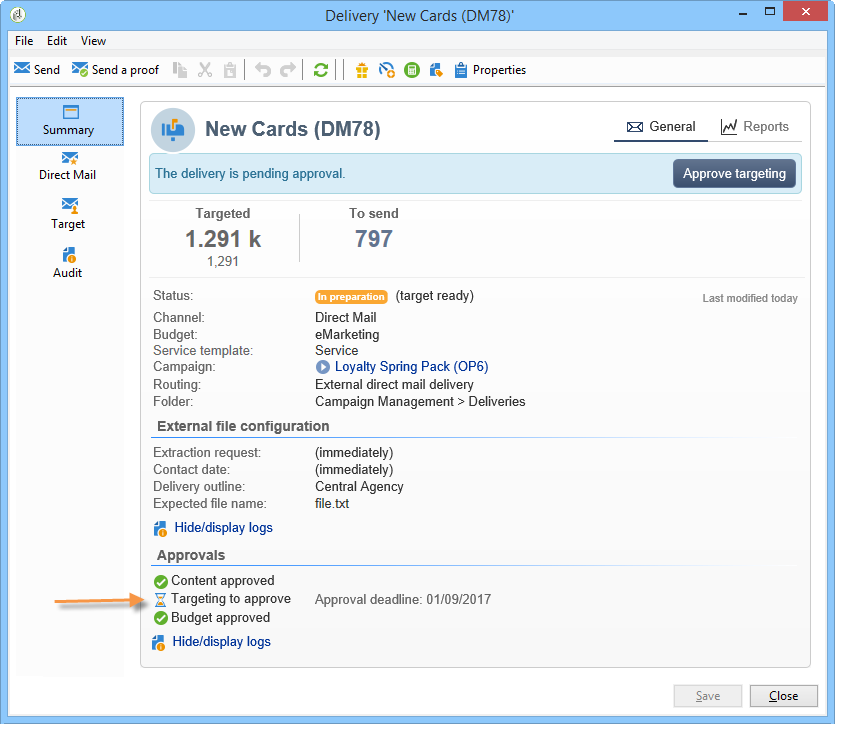 Delivery 'New Cards (DM78)'
File Edit View
Send Send a proof Properties
Summary
Direct Mail
Target
Audit
New Cards (DM78)
General Reports
The delivery is pending approval. Approve targeting
Targeted To send
1.291 k 797
1,291
Status: In preparation (target ready) Last modified today
Channel: Direct Mail
Budget: eMarketing
Service template: Service
Campaign: Loyalty Spring Pack (OP6)
Routing: External direct mail delivery
Folder: Campaign Management > Deliveries
External file configuration
Extraction request: (immediately)
Contact date: (immediately)
Delivery outline: Central Agency
Expected file name: file.txt
Hide/display logs
Approvals
Content approved
Targeting to approve Approval deadline: 01/09/2017
Budget approved
Hide/display logs
Save Close